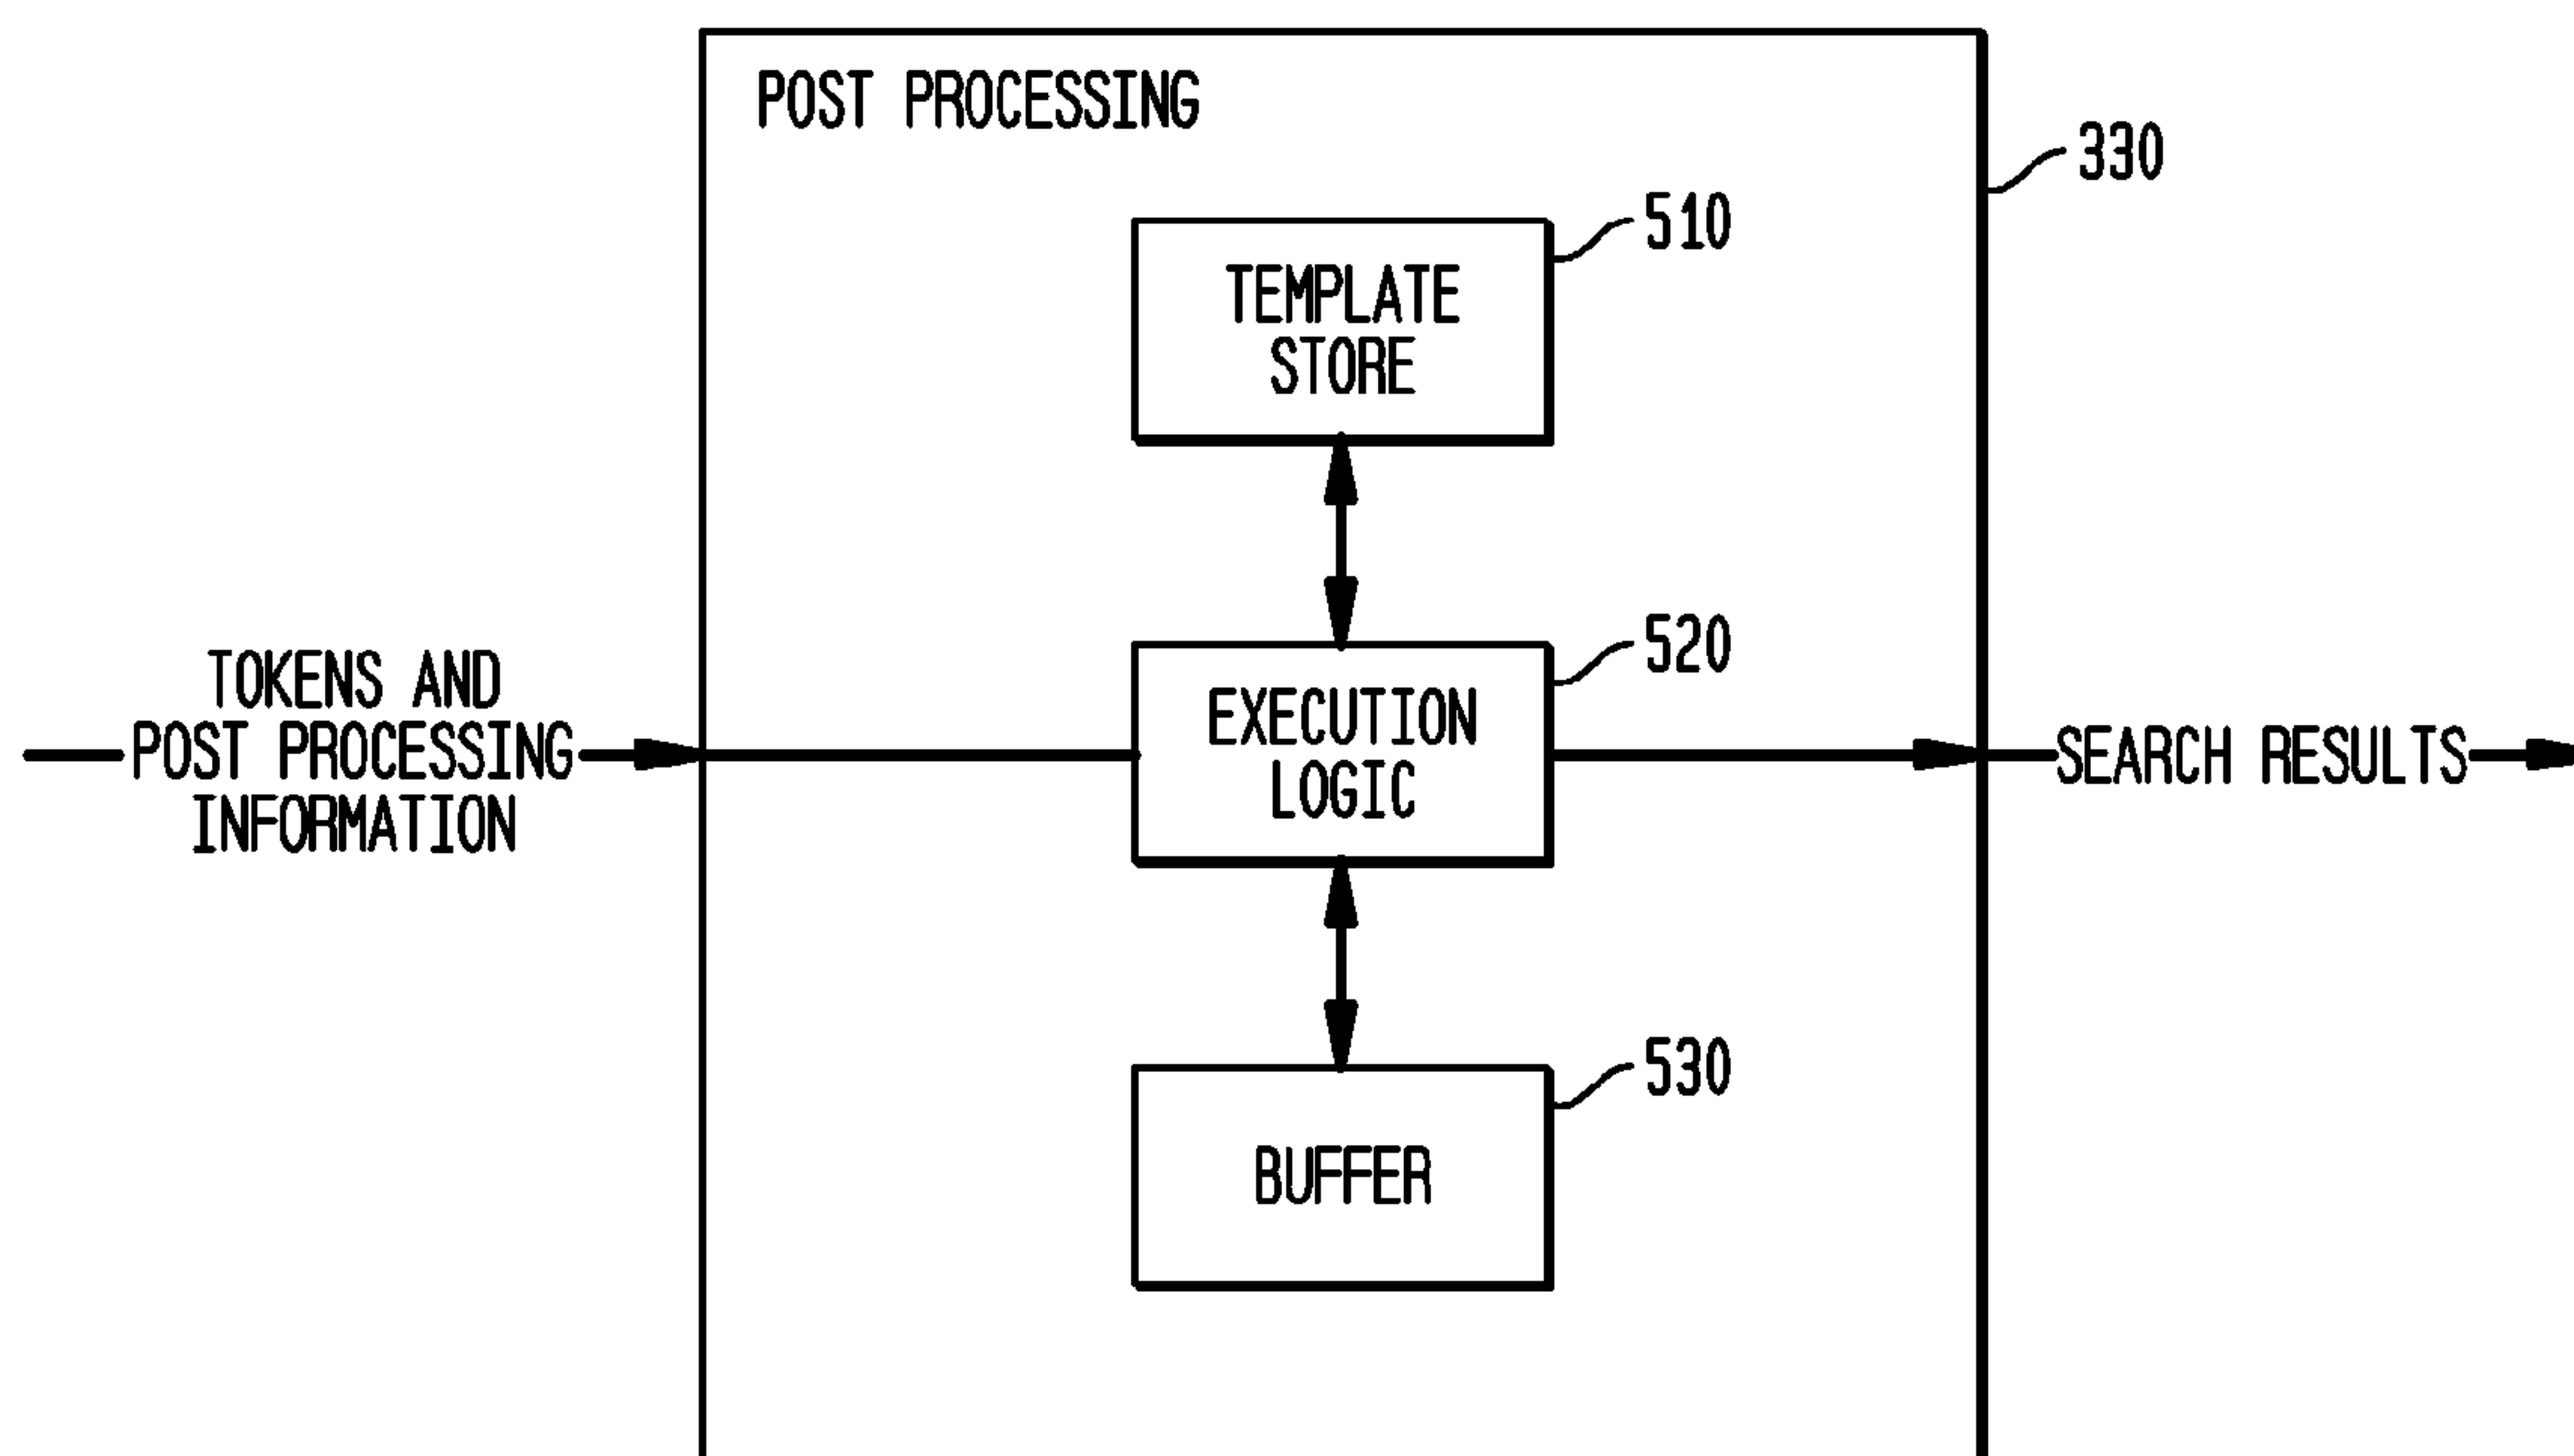 POST PROCESSING
330
510
TEMPLATE
STORE
520
TOKENS AND
POST PROCESSING
INFORMATION
EXECUTION
LOGIC
SEARCH RESULTS
530
BUFFER